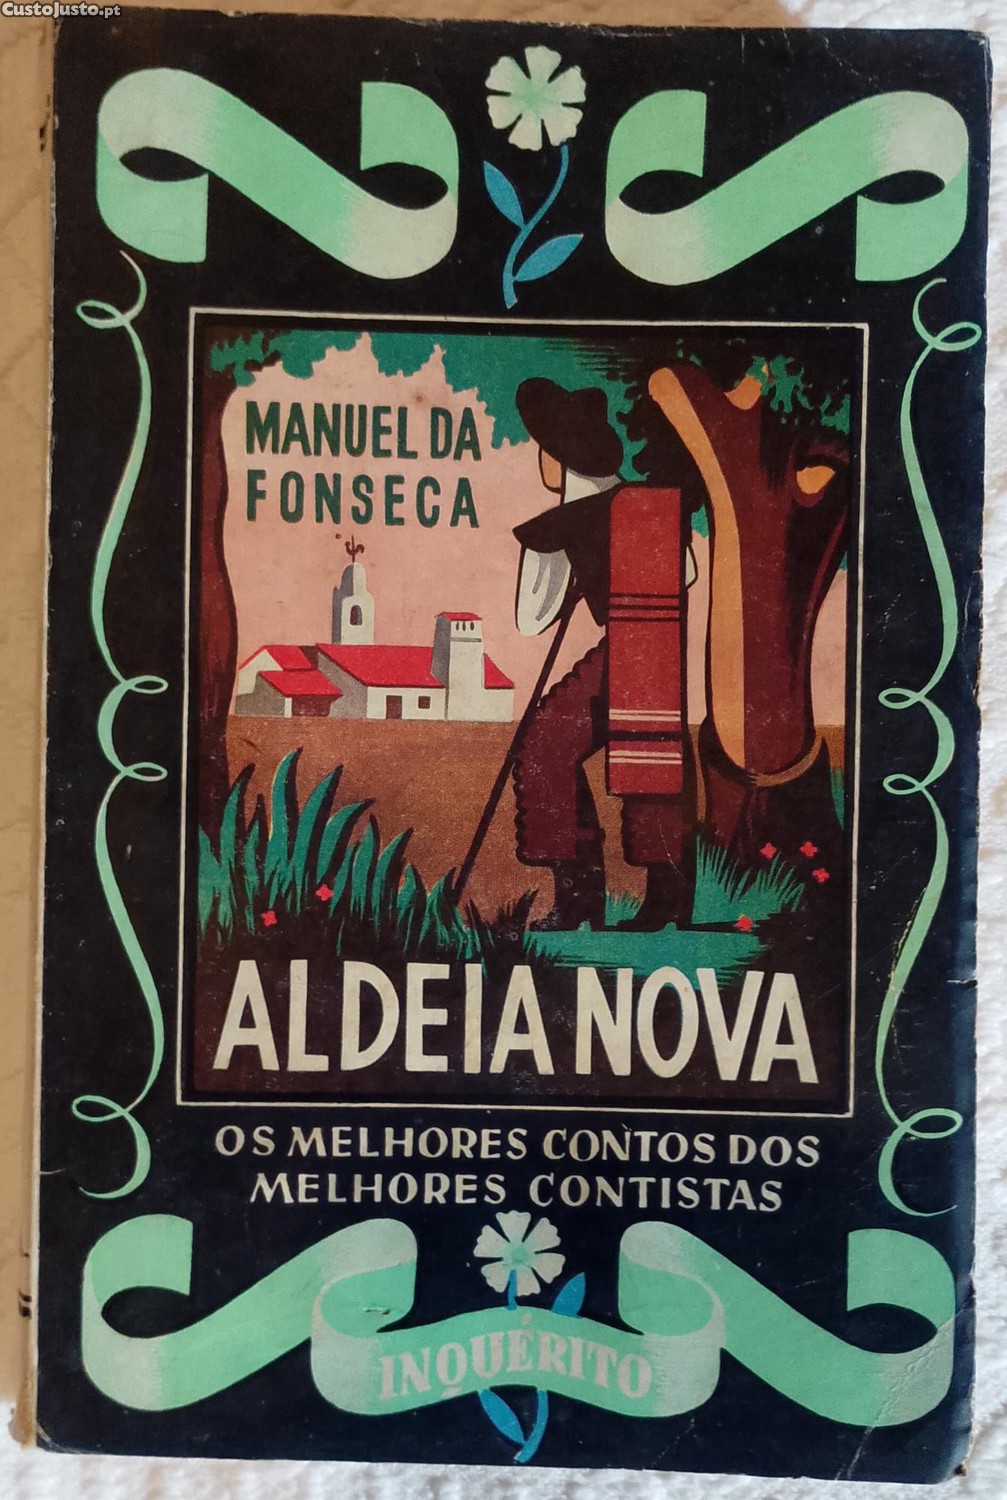 CustoJusto.pt
MANUEL DA
FONSECA
ALDEIA NOVA
OS MELHORES CONTOS DOS
MELHORES CONTISTAS
INQUÉRITO